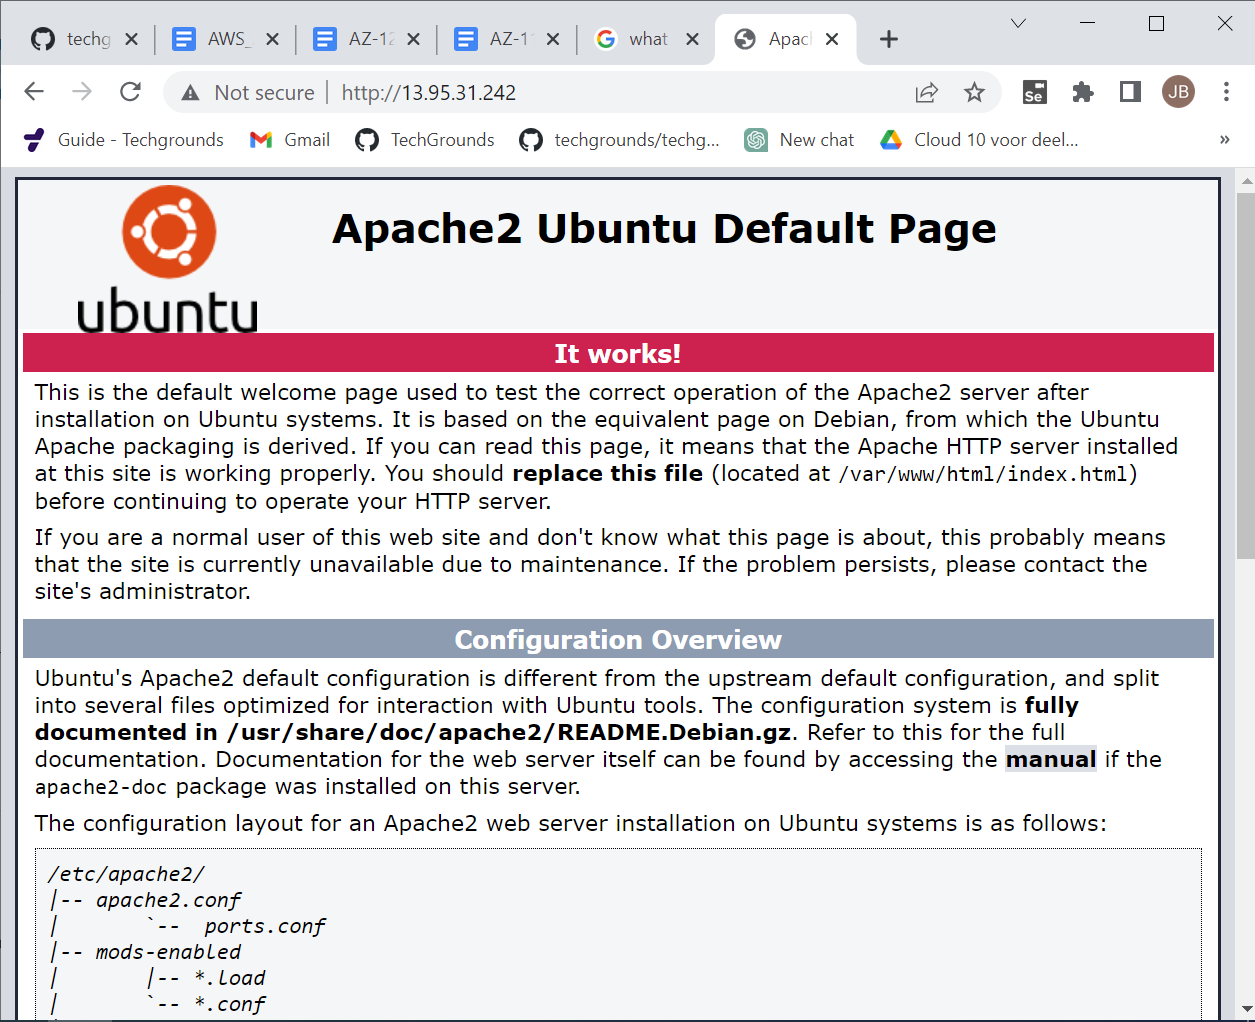 techg
AWS_
AZ-12
AZ-1
what
Apac
Not secure
http://13.95.31.242
Se
JB
Guide - Techgrounds
Gmail
TechGrounds
techgrounds/techg...
New chat
Cloud 10 voor deel...
»
Apache2 Ubuntu Default Page
ubuntu
It works!
This is the default welcome page used to test the correct operation of the Apache2 server after
installation on Ubuntu systems. It is based on the equivalent page on Debian, from which the Ubuntu
Apache packaging is derived. If you can read this page, it means that the Apache HTTP server installed
at this site is working properly. You should replace this file (located at /var/www/html/index.html)
before continuing to operate your HTTP server.
If you are a normal user of this web site and don't know what this page is about, this probably means
that the site is currently unavailable due to maintenance. If the problem persists, please contact the
site's administrator.
Configuration Overview
Ubuntu's Apache2 default configuration is different from the upstream default configuration, and split
into several files optimized for interaction with Ubuntu tools. The configuration system is fully
documented in /usr/share/doc/apache2/README.Debian.gz. Refer to this for the full
documentation. Documentation for the web server itself can be found by accessing the manual if the
apache2-doc package was installed on this server.
The configuration layout for an Apache2 web server installation on Ubuntu systems is as follows:
/etc/apache2/
|-- apache2.conf
|       `--  ports.conf
|-- mods-enabled
|       |-- *.load
|       `-- *.conf